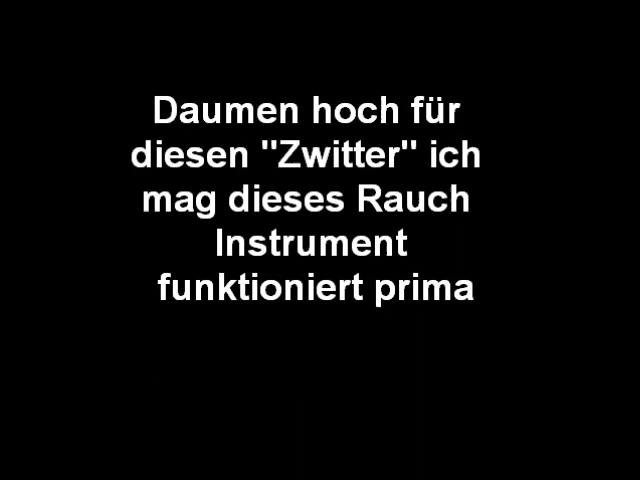 Daumen hoch für
diesen "Zwitter" ich
mag dieses Rauch
Instrument
funktioniert prima